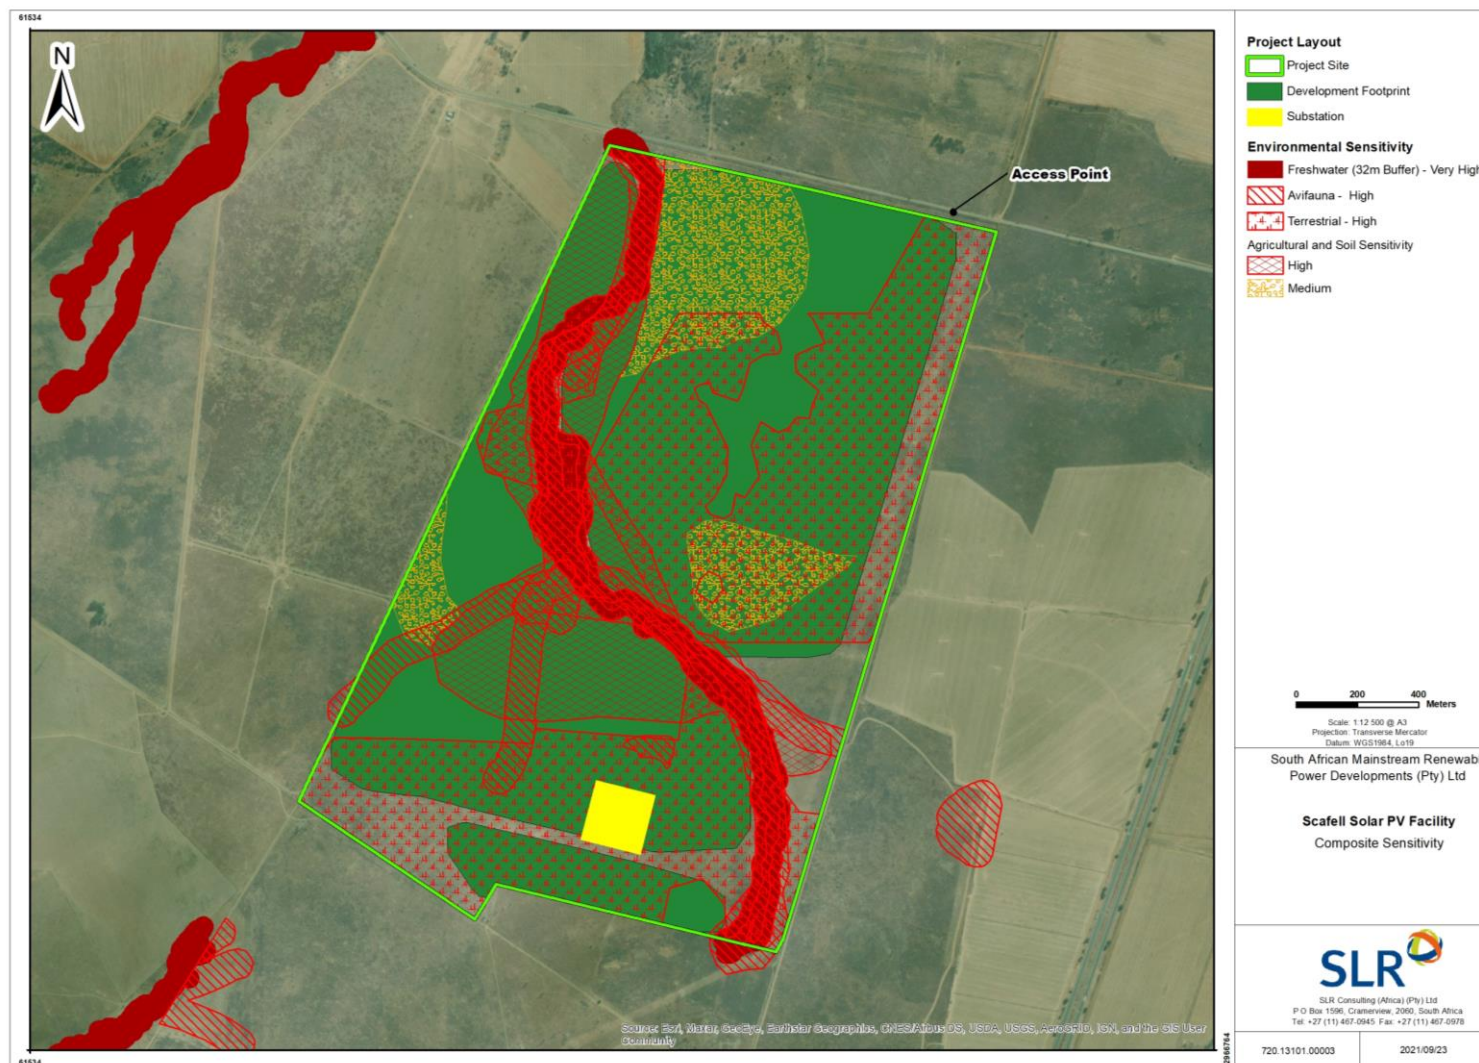 61534
N
Access Point
Source: Esri, Maxar, GeoEye, Earthstar Geographics, CNES/Airbus DS, USDA, USGS, AeroGRID, IGN, and the GIS User
Community
61534
2966764
Project Layout
Project Site
Development Footprint
Substation
Environmental Sensitivity
Freshwater (32m Buffer) - Very High
Avifauna - High
Terrestrial - High
Agricultural and Soil Sensitivity
High
Medium
0 200 400
Meters
Scale: 1:12 500 @ A3
Projection: Transverse Mercator
Datum: WGS1984, Lo19
South African Mainstream Renewab
Power Developments (Pty) Ltd
Scafell Solar PV Facility
Composite Sensitivity
SLR
SLR Consulting (Africa) (Pty) Ltd
P O Box 1596, Cramerview, 2060, South Africa
Tel: +27 (11) 467-0945 Fax: +27 (11) 467-0978
720.13101.00003
2021/09/23